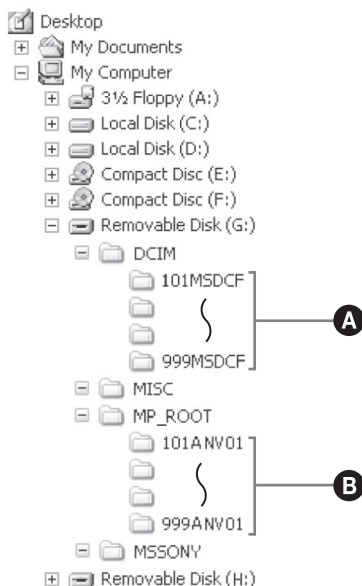 Desktop
My Documents
My Computer
3½ Floppy (A:)
Local Disk (C:)
Local Disk (D:)
Compact Disc (E:)
Compact Disc (F:)
Removable Disk (G:)
DCIM
101MSDCF
A
999MSDCF
MISC
MP_ROOT
101ANV01
B
999ANV01
MSSONY
Removable Disk (H:)